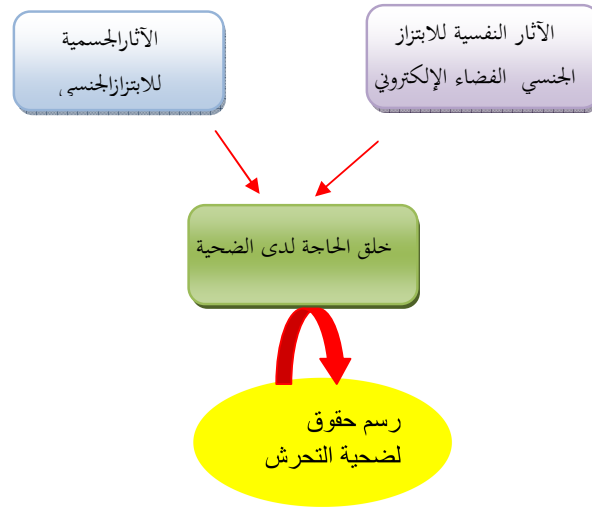 الآثار النفسية للابتزاز
الجنسي الفضاء الإلكتروني
الآثارالجسمية
للابتزازالجنسي
خلق الحاجة لدى الضحية
رسم حقوق
لضحية التحرش